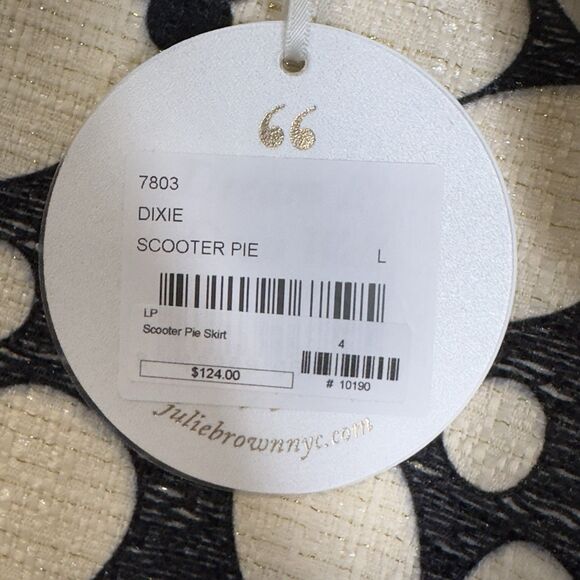 7803
DIXIE
SCOOTER PIE L
LP
Scooter Pie Skirt
4
$124.00
# 10190
juliebrownnyc.com